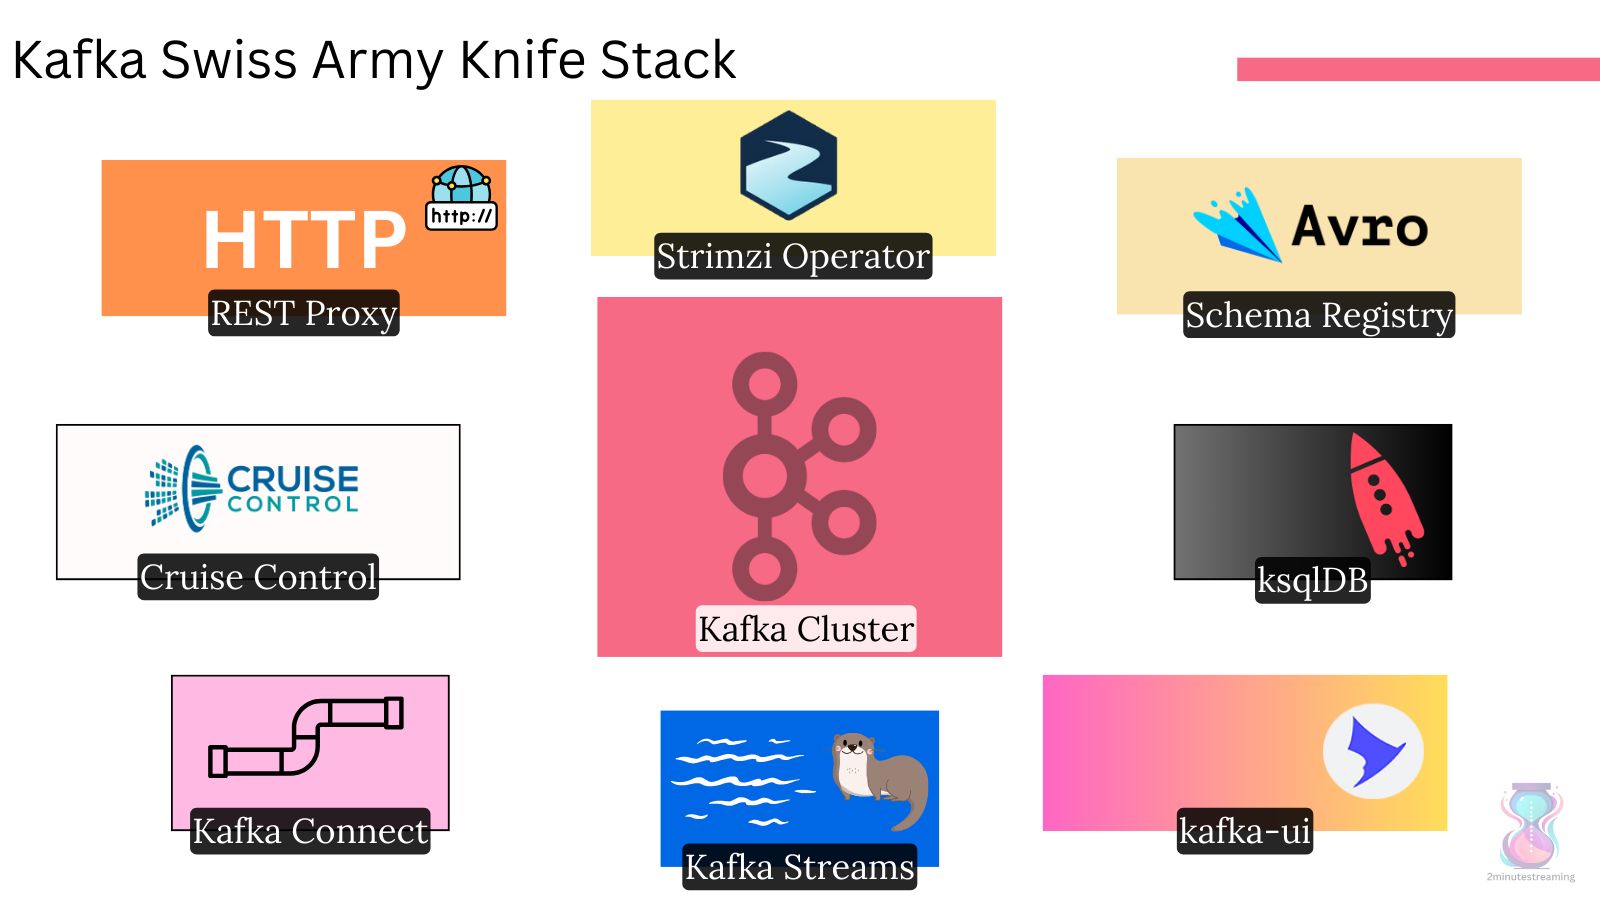 Kafka Swiss Army Knife Stack
HTTP
http://
REST Proxy
Strimzi Operator
Avro
Schema Registry
CRUISE
CONTROL
Cruise Control
Kafka Cluster
ksqlDB
Kafka Connect
Kafka Streams
kafka-ui
2minutestreaming